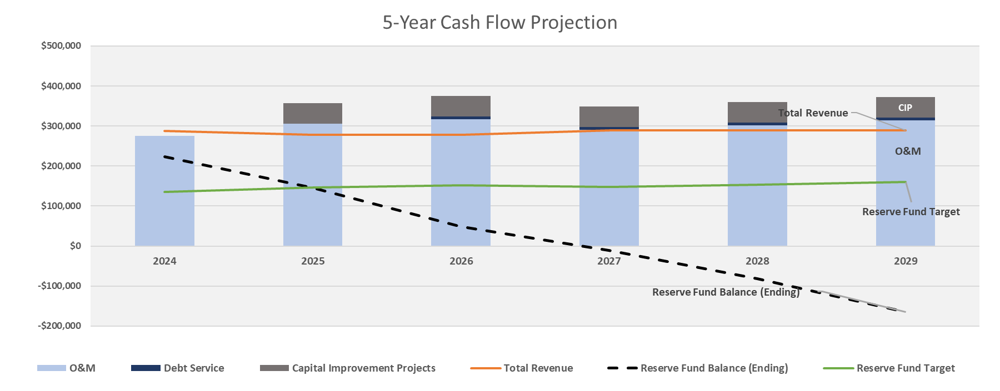 5-Year Cash Flow Projection
$500,000
$400,000
$300,000
$200,000
$100,000
$0
-$100,000
-$200,000
CIP
Total Revenue
O&M
Reserve Fund Target
2024 2025 2026 2027 2028 2029
Reserve Fund Balance (Ending)
O&M Debt Service Capital Improvement Projects Total Revenue Reserve Fund Balance (Ending) Reserve Fund Target